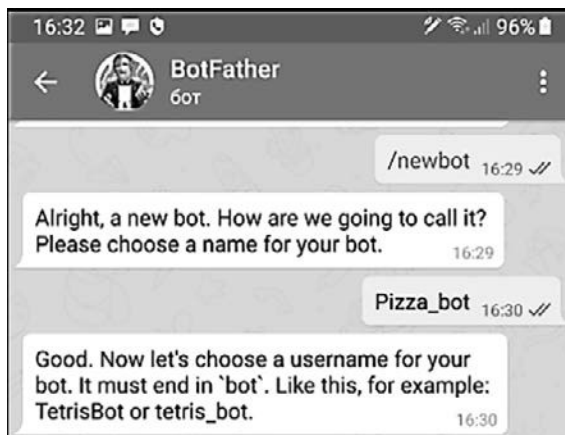 16:32 96%
BotFather
бот
/newbot 16:29
Alright, a new bot. How are we going to call it?
Please choose a name for your bot. 16:29
Pizza_bot 16:30
Good. Now let's choose a username for your
bot. It must end in `bot`. Like this, for example:
TetrisBot or tetris_bot. 16:30